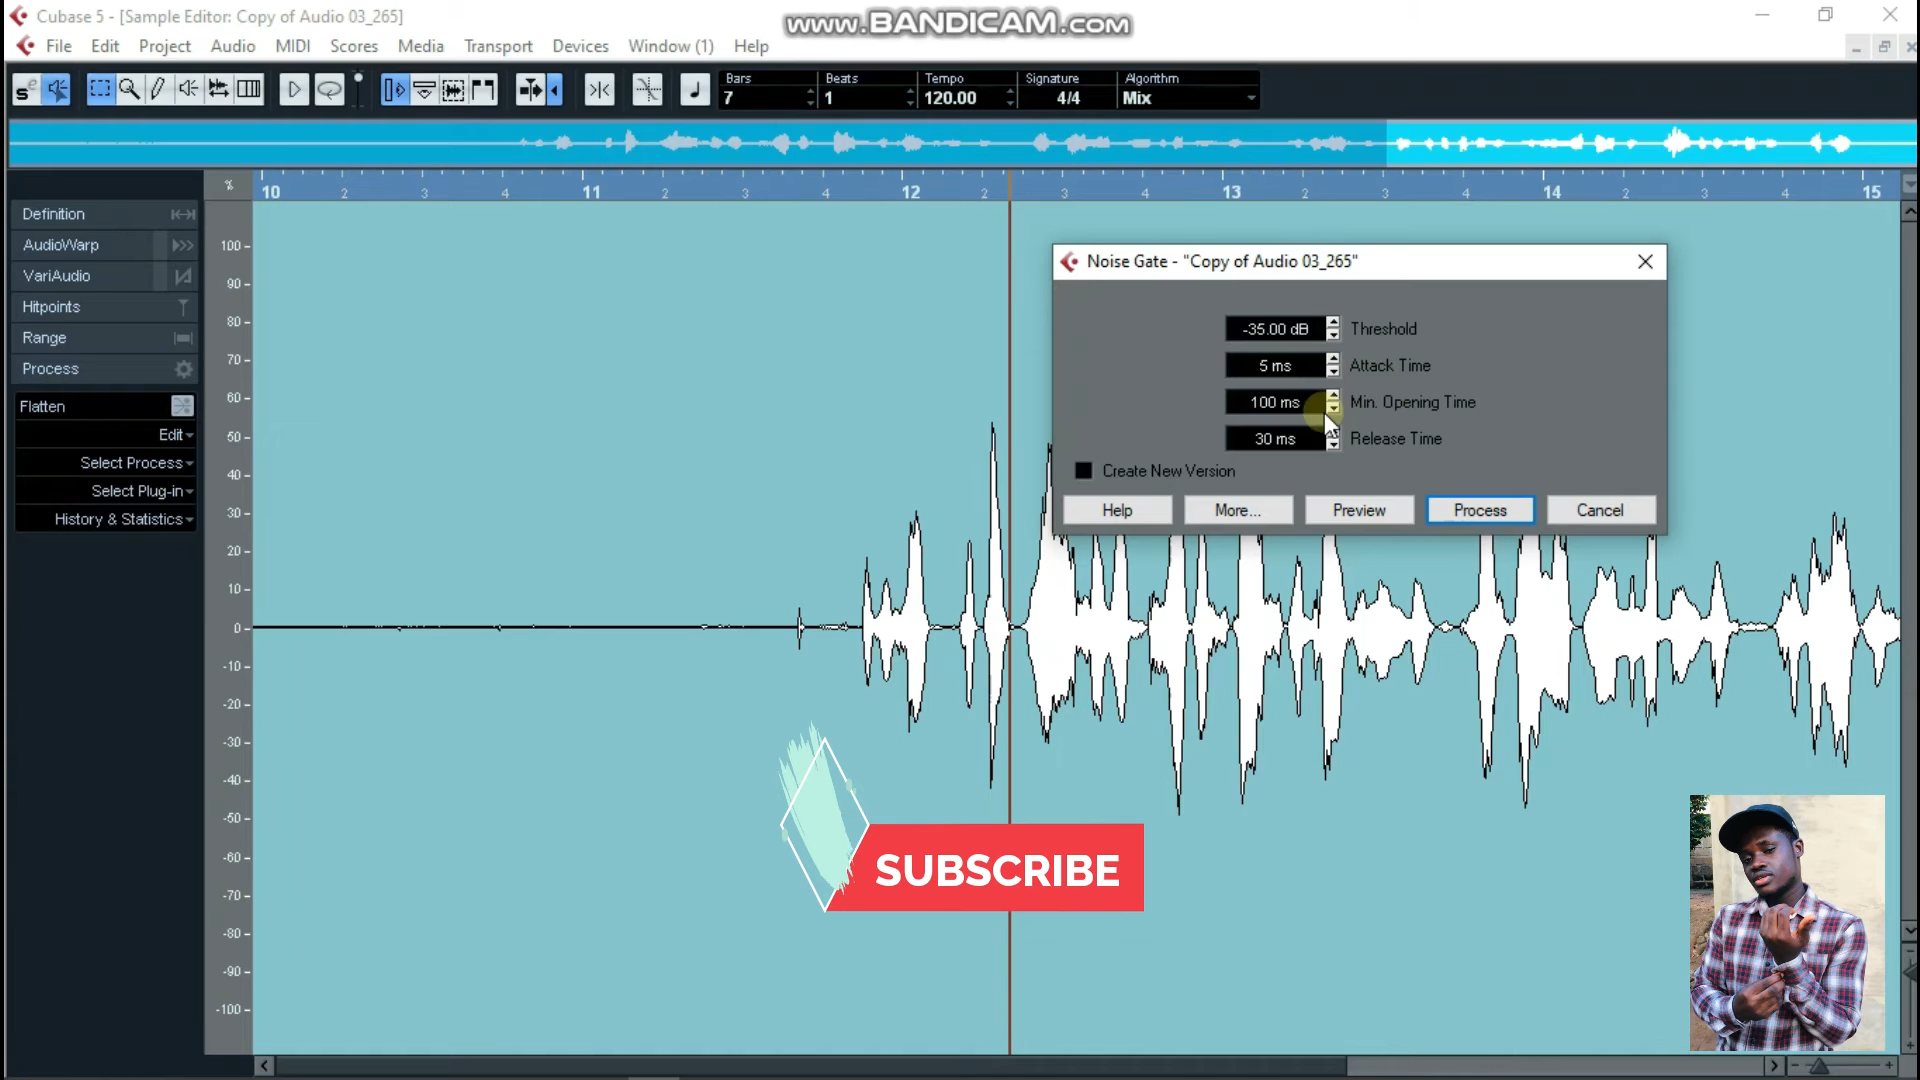 Cubase 5 - [Sample Editor: Copy of Audio 03_265]
www.BANDICAM.com
File Edit Project Audio MIDI Scores Media Transport Devices Window (1) Help
Bars Beats Tempo Signature Algorithm
7 1 120.00 4/4 Mix
% 10 2 3 4 11 2 3 4 12 2 3 4 13 2 3 4 14 2 3 4 15
Definition
AudioWarp
VariAudio
Hitpoints
Range
Process
Flatten
Edit
Select Process
Select Plug-in
History & Statistics
100
90
80
70
60
50
40
30
20
10
0
-10
-20
-30
-40
-50
-60
-70
-80
-90
-100
Noise Gate - "Copy of Audio 03_265"
-35.00 dB Threshold
5 ms Attack Time
100 ms Min. Opening Time
30 ms Release Time
Create New Version
Help More... Preview Process Cancel
SUBSCRIBE